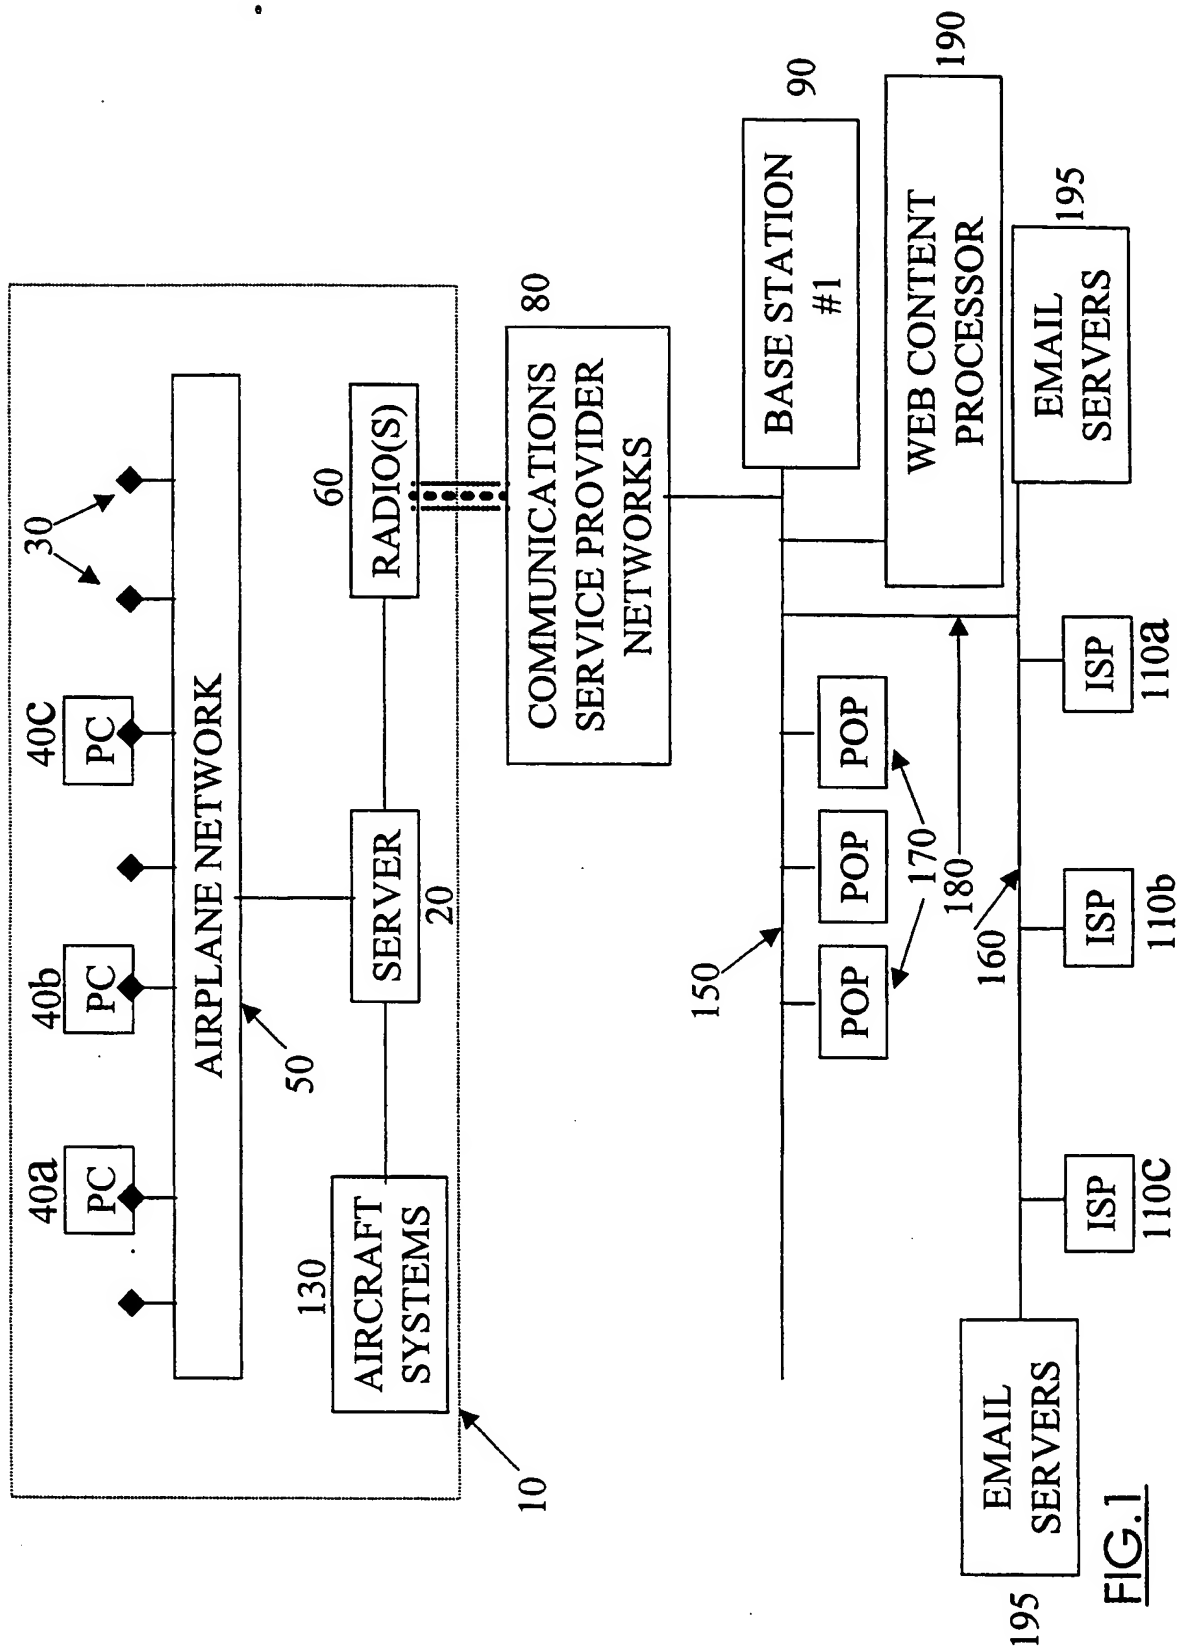 30
40a
40b
40c
PC
PC
PC
AIRPLANE NETWORK
50
130
60
AIRCRAFT
SYSTEMS
SERVER
20
RADIO(S)
10
80
COMMUNICATIONS
SERVICE PROVIDER
NETWORKS
150
90
BASE STATION
#1
POP
POP
POP
170
190
WEB CONTENT
PROCESSOR
180
160
195
EMAIL
SERVERS
195
EMAIL
SERVERS
ISP
ISP
ISP
110c
110b
110a
FIG.1